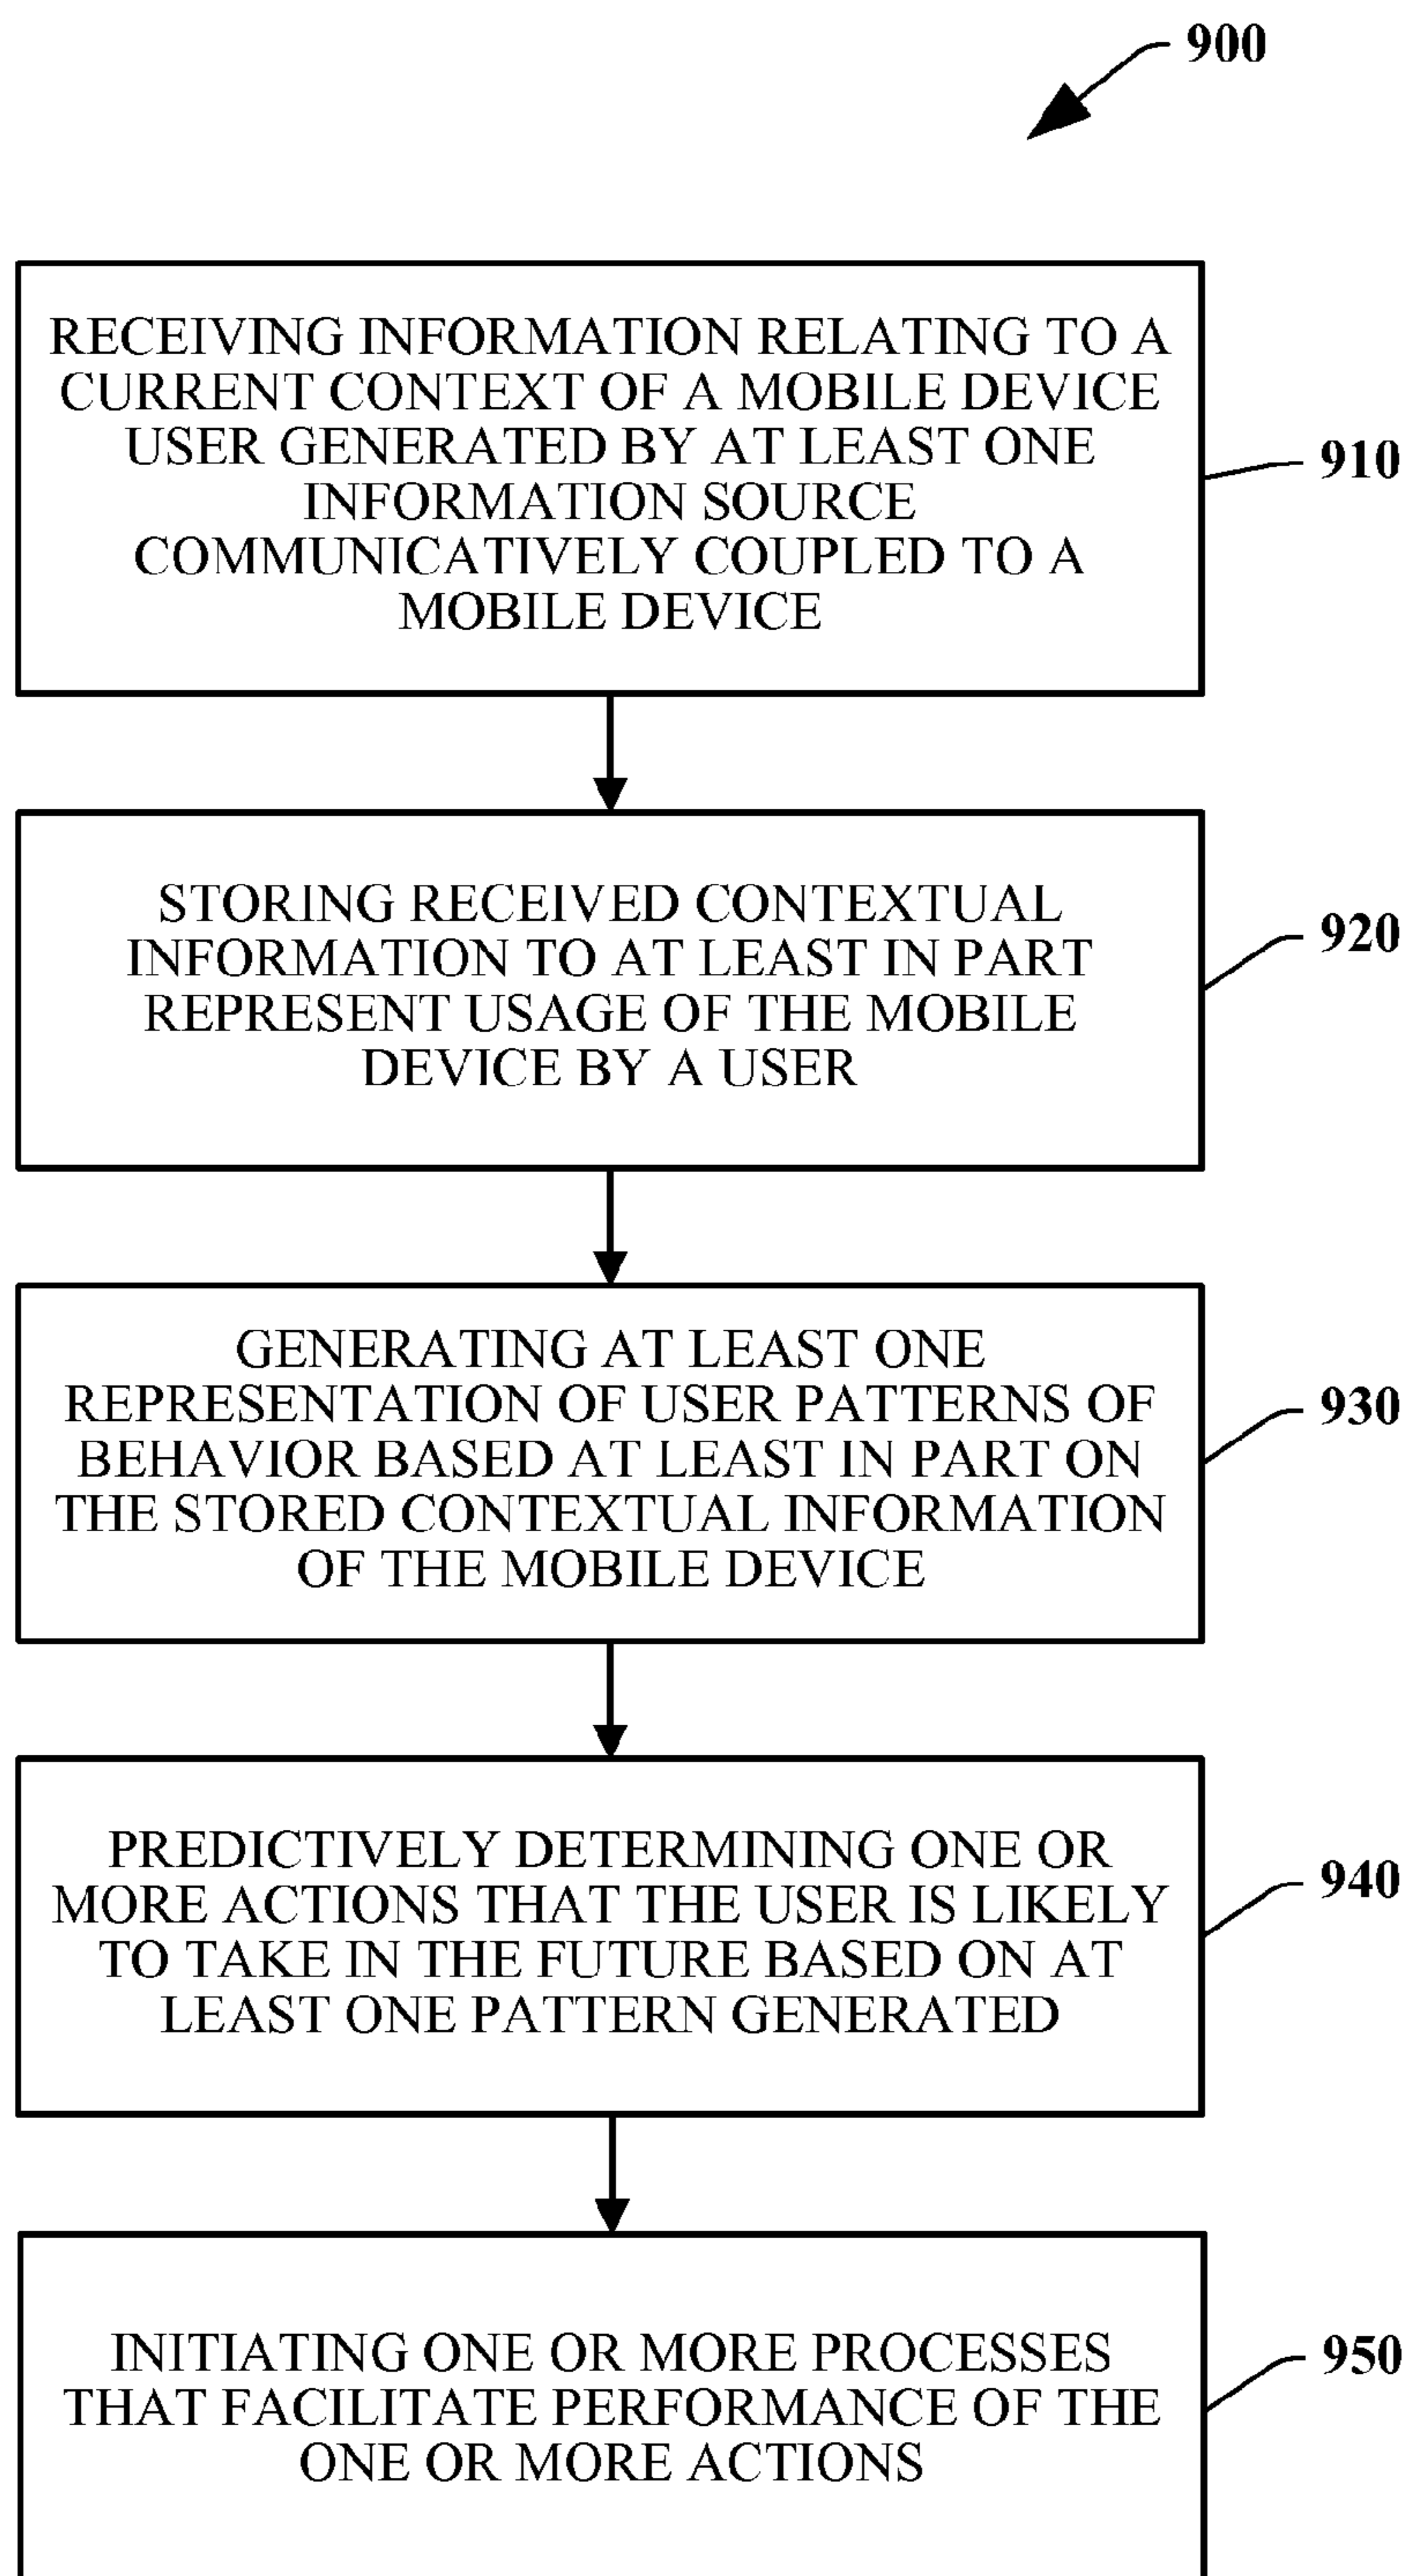 900
RECEIVING INFORMATION RELATING TO A
CURRENT CONTEXT OF A MOBILE DEVICE
USER GENERATED BY AT LEAST ONE
INFORMATION SOURCE
COMMUNICATIVELY COUPLED TO A
MOBILE DEVICE
910
STORING RECEIVED CONTEXTUAL
INFORMATION TO AT LEAST IN PART
REPRESENT USAGE OF THE MOBILE
DEVICE BY A USER
920
GENERATING AT LEAST ONE
REPRESENTATION OF USER PATTERNS OF
BEHAVIOR BASED AT LEAST IN PART ON
THE STORED CONTEXTUAL INFORMATION
OF THE MOBILE DEVICE
930
PREDICTIVELY DETERMINING ONE OR
MORE ACTIONS THAT THE USER IS LIKELY
TO TAKE IN THE FUTURE BASED ON AT
LEAST ONE PATTERN GENERATED
940
INITIATING ONE OR MORE PROCESSES
THAT FACILITATE PERFORMANCE OF THE
ONE OR MORE ACTIONS
950